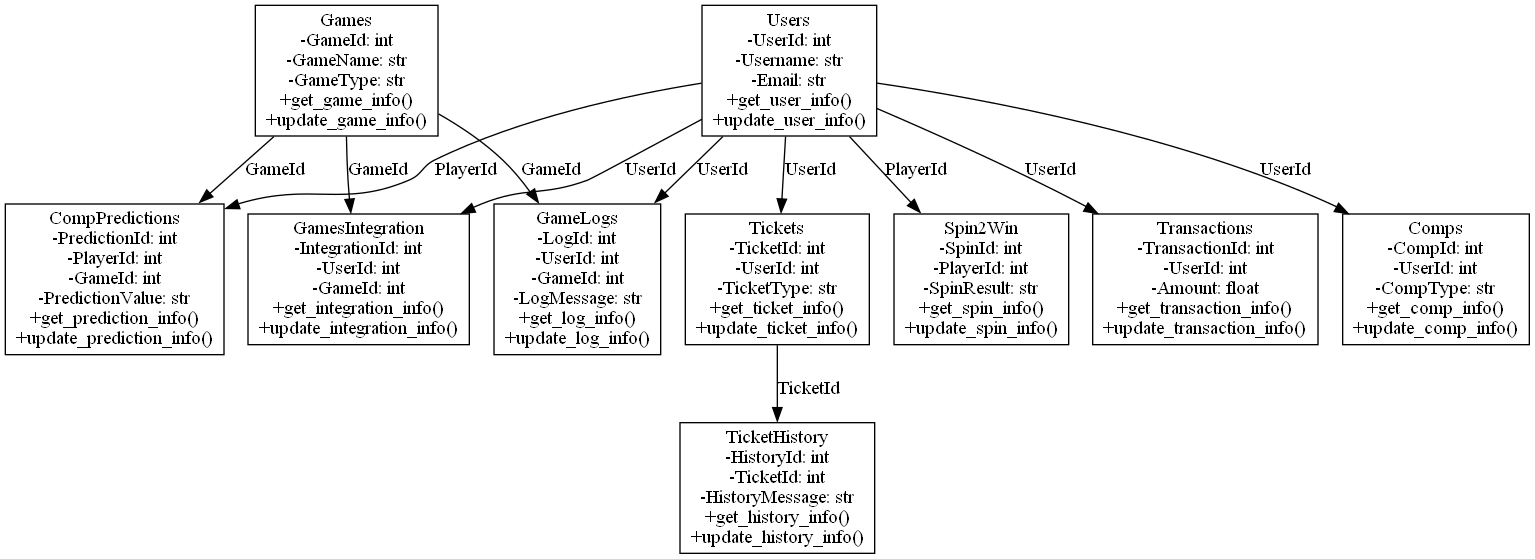 Games
-GameId: int
-GameName: str
-GameType: str
+get_game_info()
+update_game_info()
Users
-UserId: int
-Username: str
-Email: str
+get_user_info()
+update_user_info()
GameId
GameId
PlayerId
GameId
UserId
UserId
UserId
PlayerId
UserId
UserId
CompPredictions
-PredictionId: int
-PlayerId: int
-GameId: int
-PredictionValue: str
+get_prediction_info()
+update_prediction_info()
GamesIntegration
-IntegrationId: int
-UserId: int
-GameId: int
+get_integration_info()
+update_integration_info()
GameLogs
-LogId: int
-UserId: int
-GameId: int
-LogMessage: str
+get_log_info()
+update_log_info()
Tickets
-TicketId: int
-UserId: int
-TicketType: str
+get_ticket_info()
+update_ticket_info()
Spin2Win
-SpinId: int
-PlayerId: int
-SpinResult: str
+get_spin_info()
+update_spin_info()
Transactions
-TransactionId: int
-UserId: int
-Amount: float
+get_transaction_info()
+update_transaction_info()
Comps
-CompId: int
-UserId: int
-CompType: str
+get_comp_info()
+update_comp_info()
TicketId
TicketHistory
-HistoryId: int
-TicketId: int
-HistoryMessage: str
+get_history_info()
+update_history_info()